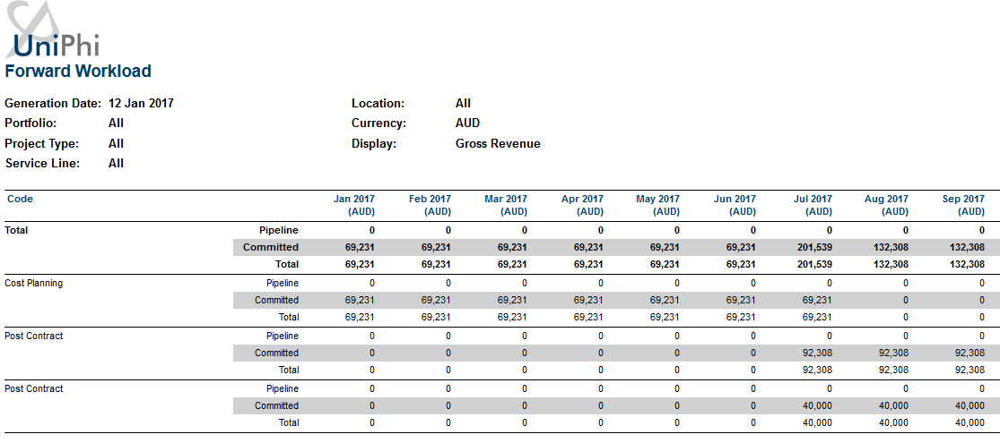 UniPhi
Forward Workload
Generation Date: 12 Jan 2017 Location: All
Portfolio: All Currency: AUD
Project Type: All Display: Gross Revenue
Service Line: All
Code Jan 2017 Feb 2017 Mar 2017 Apr 2017 May 2017 Jun 2017 Jul 2017 Aug 2017 Sep 2017
(AUD) (AUD) (AUD) (AUD) (AUD) (AUD) (AUD) (AUD) (AUD)
Total Pipeline 0 0 0 0 0 0 0 0 0
Committed 69,231 69,231 69,231 69,231 69,231 69,231 201,539 132,308 132,308
Total 69,231 69,231 69,231 69,231 69,231 69,231 201,539 132,308 132,308
Cost Planning Pipeline 0 0 0 0 0 0 0 0 0
Committed 69,231 69,231 69,231 69,231 69,231 69,231 69,231 0 0
Total 69,231 69,231 69,231 69,231 69,231 69,231 69,231 0 0
Post Contract Pipeline 0 0 0 0 0 0 0 0 0
Committed 0 0 0 0 0 0 92,308 92,308 92,308
Total 0 0 0 0 0 0 92,308 92,308 92,308
Post Contract Pipeline 0 0 0 0 0 0 0 0 0
Committed 0 0 0 0 0 0 40,000 40,000 40,000
Total 0 0 0 0 0 0 40,000 40,000 40,000